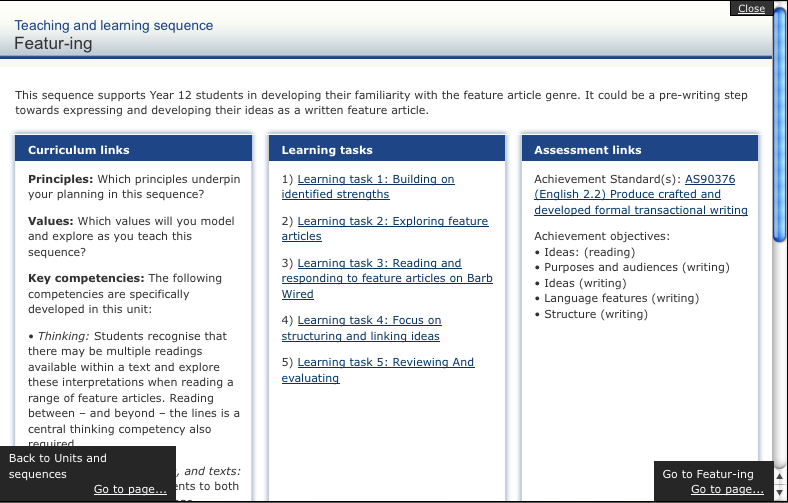 Close
Teaching and learning sequence
Featur-ing
This sequence supports Year 12 students in developing their familiarity with the feature article genre. It could be a pre-writing step
towards expressing and developing their ideas as a written feature article.
Curriculum links
Principles: Which principles underpin
your planning in this sequence?
Values: Which values will you model
and explore as you teach this
sequence?
Key competencies: The following
competencies are specifically
developed in this unit:
• Thinking: Students recognise that
there may be multiple readings
available within a text and explore
these interpretations when reading a
range of feature articles. Reading
between – and beyond – the lines is a
central thinking competency also
required
, and texts:
ents to both
Learning tasks
1) Learning task 1: Building on
identified strengths
2) Learning task 2: Exploring feature
articles
3) Learning task 3: Reading and
responding to feature articles on Barb
Wired
4) Learning task 4: Focus on
structuring and linking ideas
5) Learning task 5: Reviewing And
evaluating
Assessment links
Achievement Standard(s): AS90376
(English 2.2) Produce crafted and
developed formal transactional writing
Achievement objectives:
• Ideas: (reading)
• Purposes and audiences (writing)
• Ideas (writing)
• Language features (writing)
• Structure (writing)
Back to Units and
sequences
Go to page...
Go to Featur-ing
Go to page...